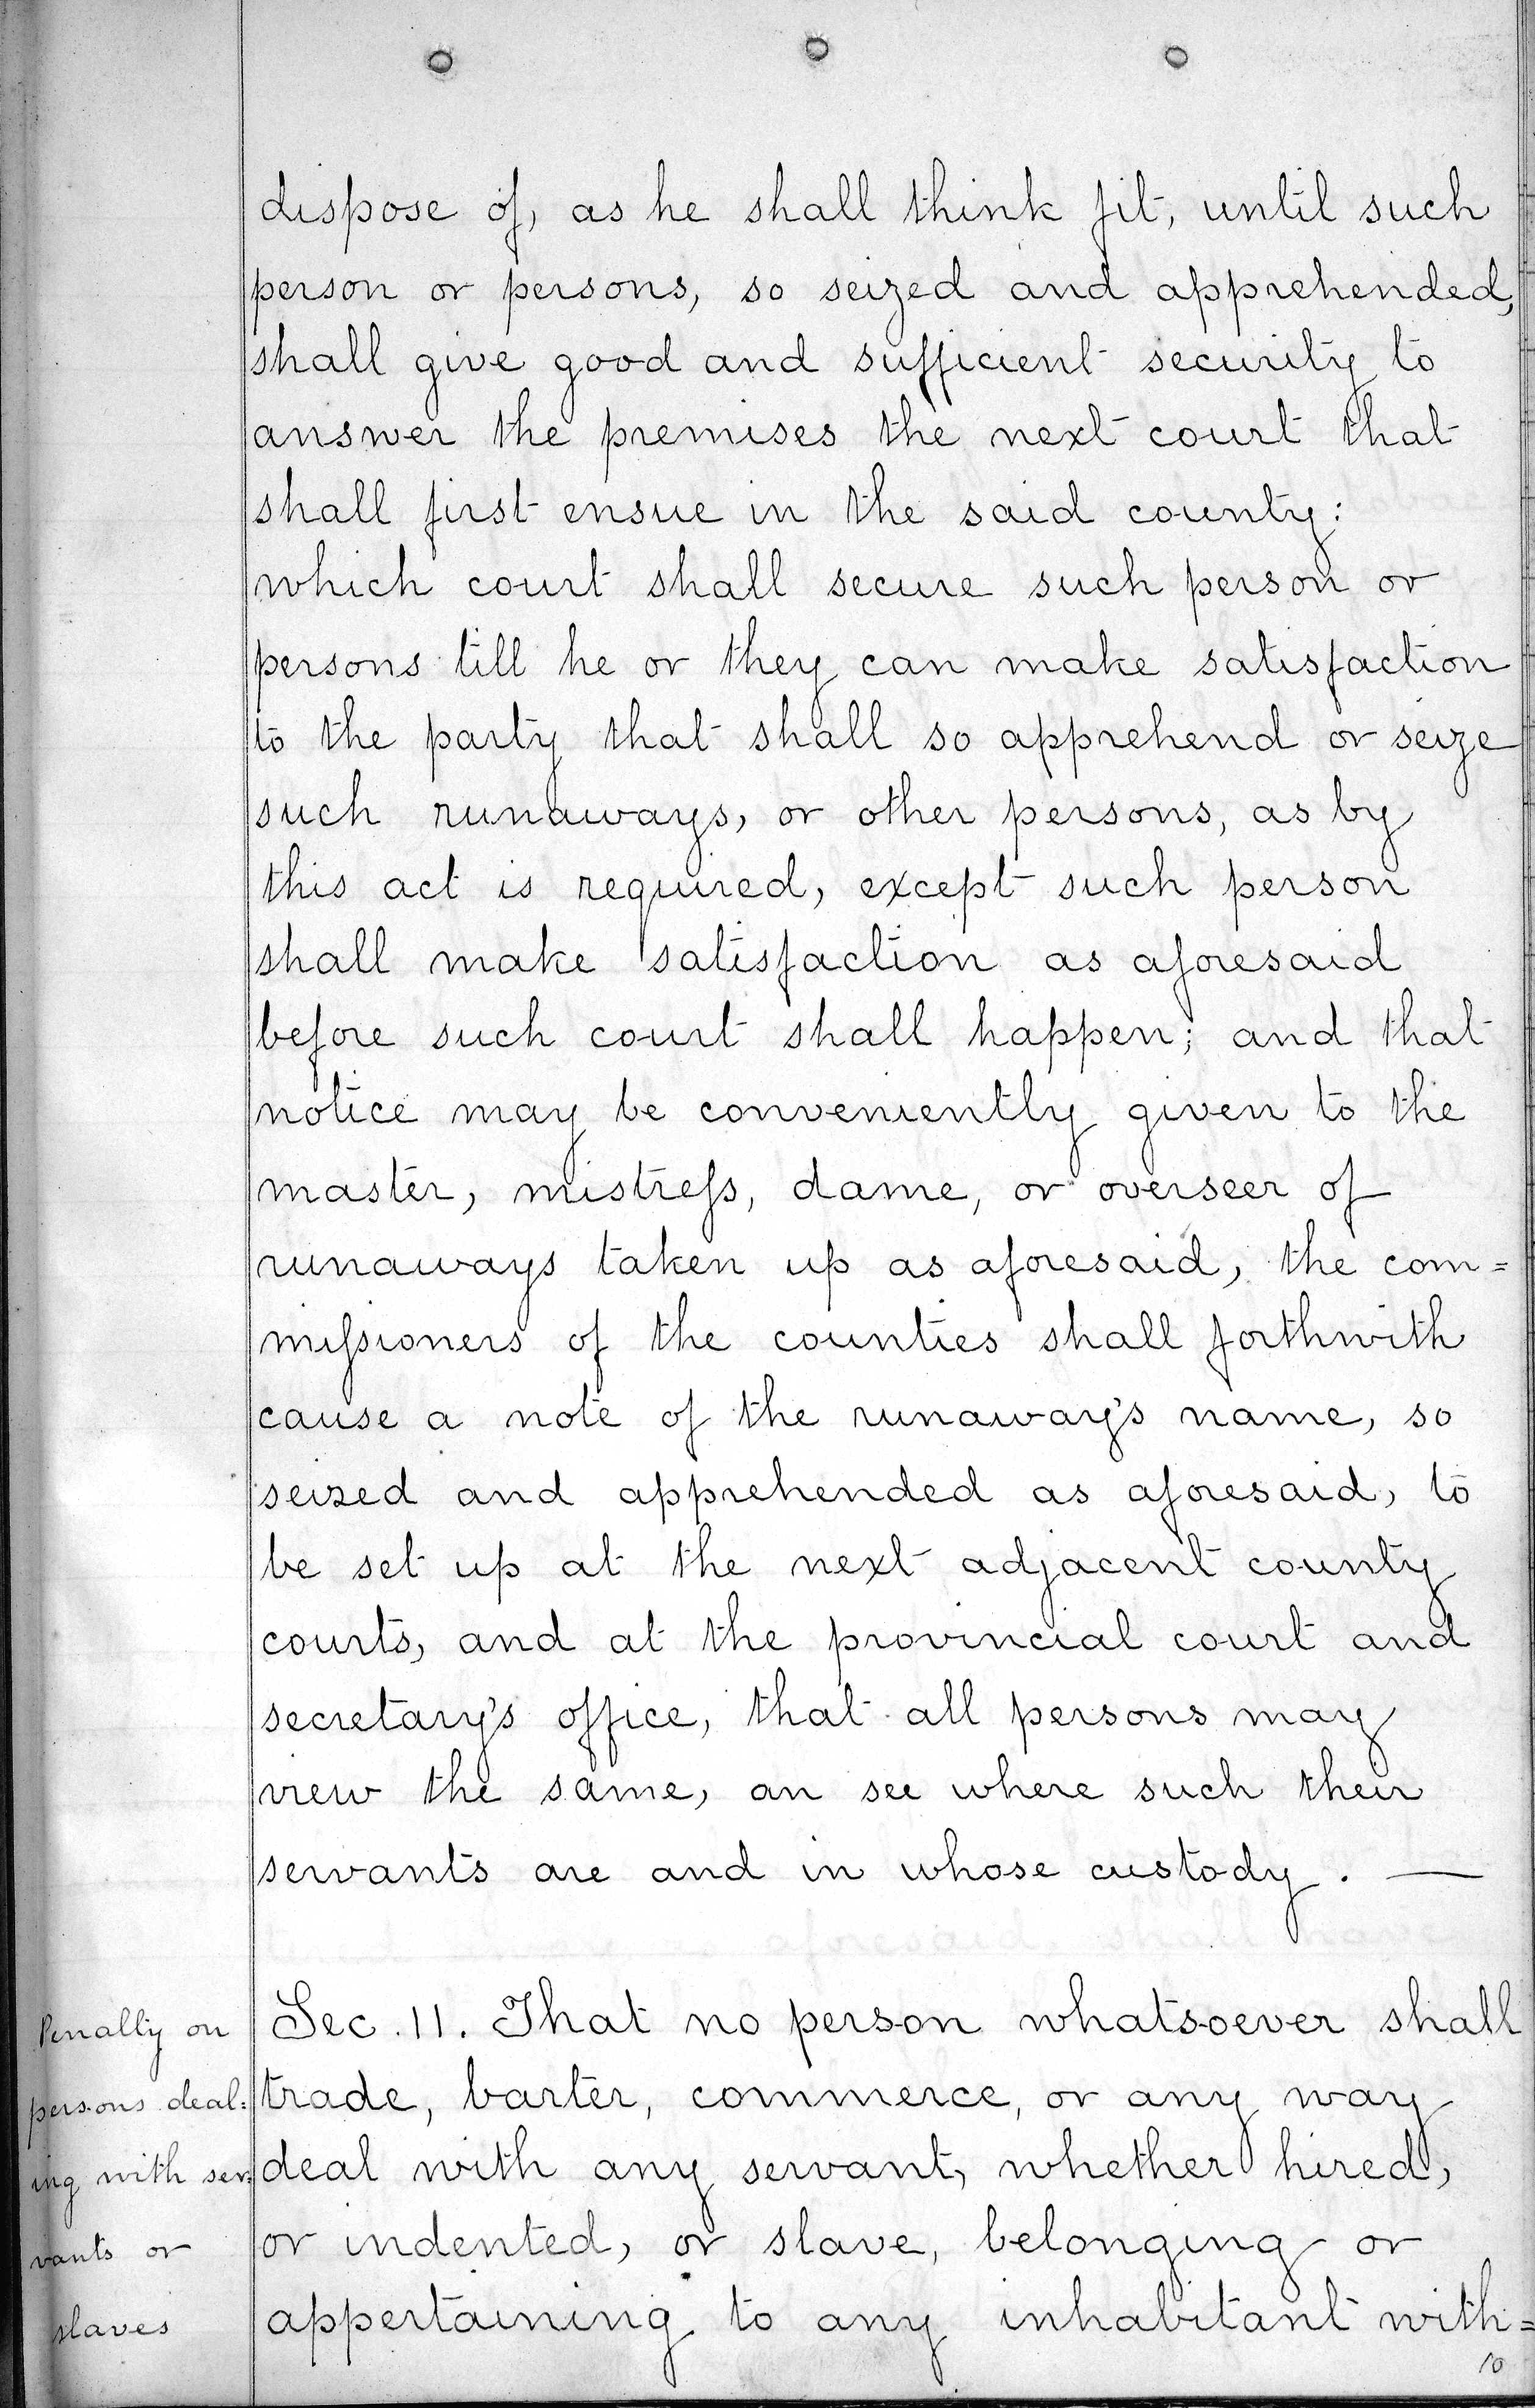 dispose of, as he shall think fit, until such
person or persons, so seized and apprehended,
shall give good and sufficient security to
answer the premises the next court that
shall first ensue in the said county:
which court shall secure such person or
persons till he or they can make satisfaction
to the party that shall so apprehend or seize
such runaways, or other persons, as by
this act is required, except such person
shall make satisfaction as aforesaid
before such court shall happen; and that
notice may be conveniently given to the
master, mistreſs, dame, or overseer of
runaways taken up as aforesaid, the com=
miſsioners of the counties shall forthwith
cause a note of the runaway's name, so
seized and apprehended as aforesaid, to
be set up at the next adjacent county
courts, and at the provincial court and
secretary's office, that all persons may
view the same, an see where such their
servants are and in whose custody. —
Penalty on
persons deal=
ing with ser=
vants or
slaves
Sec. 11. That no person whatsoever shall
trade, barter, commerce, or any way
deal with any servant, whether hired,
or indented, or slave, belonging or
appertaining to any inhabitant with=
10